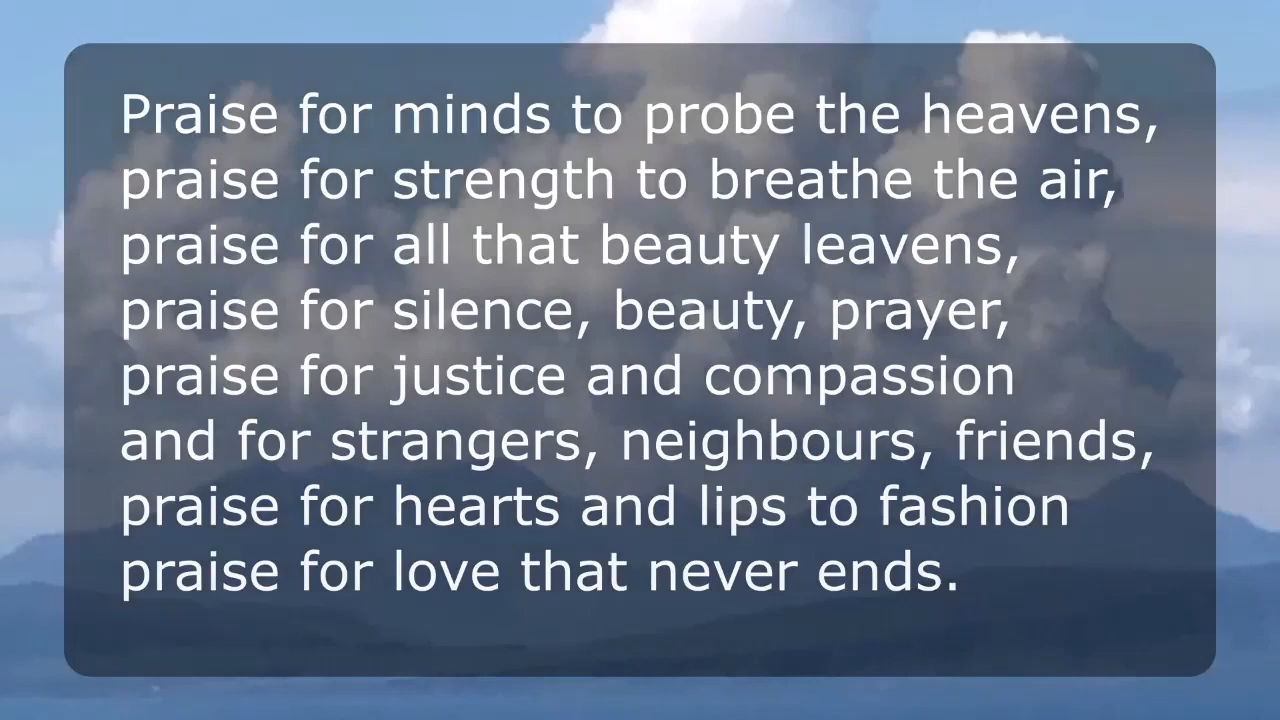 Praise for minds to probe the heavens,
praise for strength to breathe the air,
praise for all that beauty leavens,
praise for silence, beauty, prayer,
praise for justice and compassion
and for strangers, neighbours, friends,
praise for hearts and lips to fashion
praise for love that never ends.